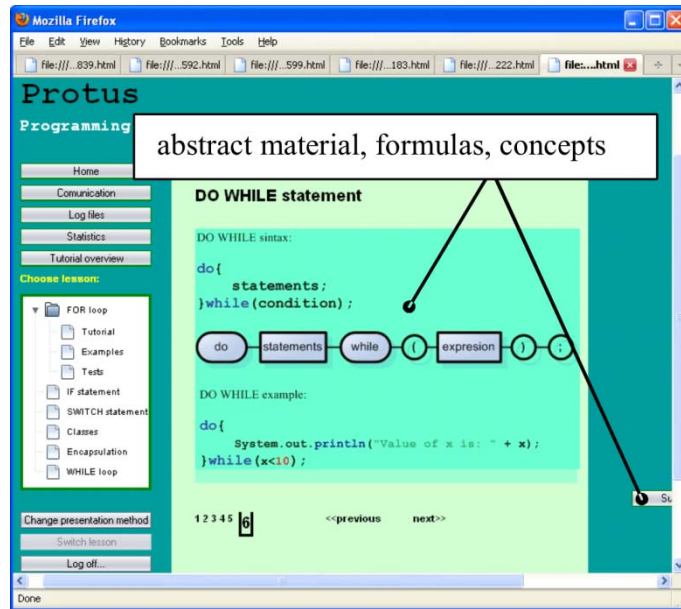 Mozilla Firefox
File Edit View History Bookmarks Tools Help
file:///...839.html file:///...592.html file:///...599.html file:///...183.html file:///...222.html file:....html
Protus
Programming
abstract material, formulas, concepts
Home
Comunication
Log files
Statistics
Tutorial overview
Choose lesson:
FOR loop
Tutorial
Examples
Tests
IF statement
SWITCH statement
Classes
Encapsulation
WHILE loop
Change presentation method
Switch lesson
Log off...
DO WHILE statement
DO WHILE sintax:
do{
statements;
}while(condition);
do statements while ( expresion ) ;
DO WHILE example:
do{
System.out.println("Value of x is: " + x);
}while(x<10);
1 2 3 4 5 6 <<previous next>>
Done